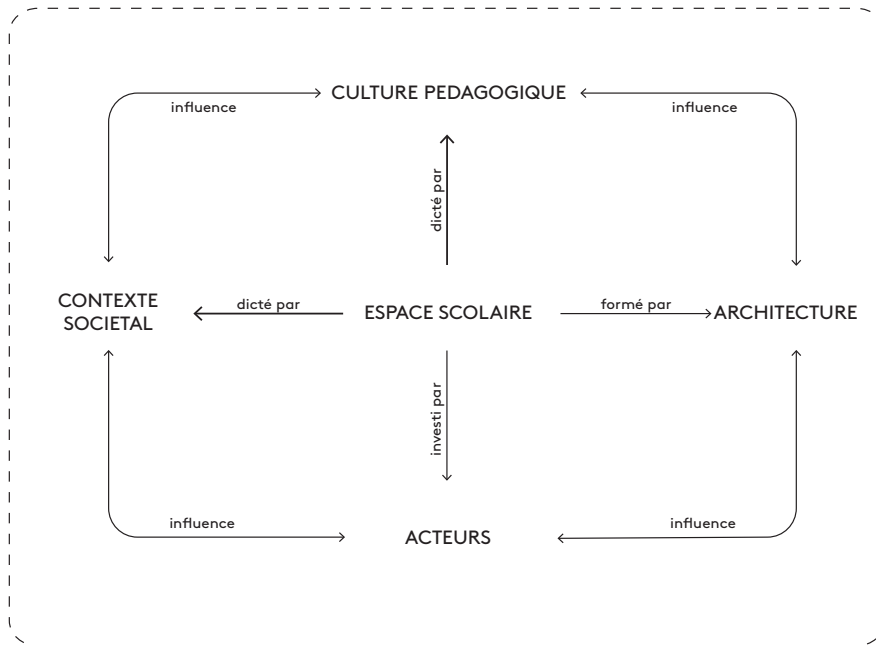 CULTURE PEDAGOGIQUE
influence
influence
dicté par
CONTEXTE
SOCIETAL
dicté par
ESPACE SCOLAIRE
formé par
ARCHITECTURE
investi par
influence
ACTEURS
influence